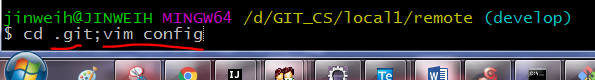 jinweih@JINWEIH MINGW64 /d/GIT_CS/local1/remote (develop)
$ cd .git;vim config